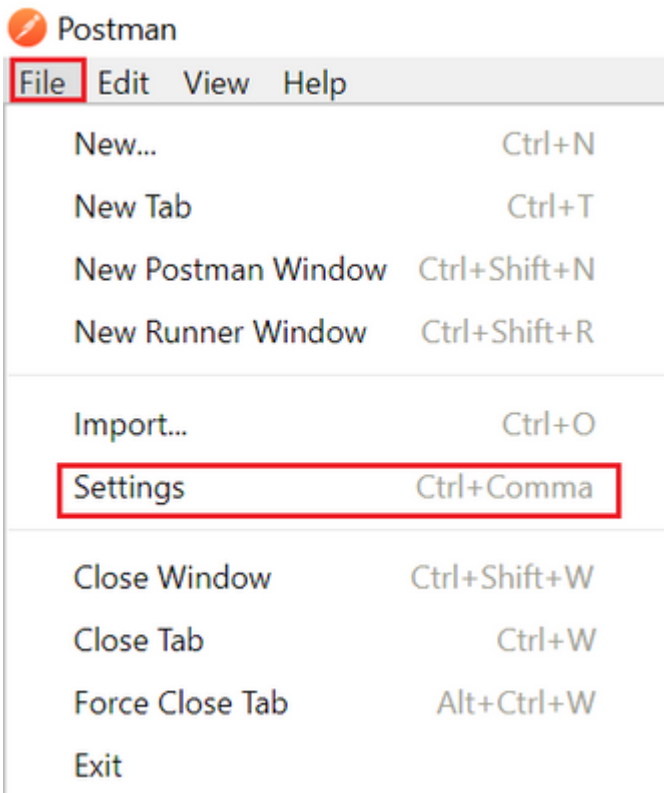 Postman
File Edit View Help
New... Ctrl+N
New Tab Ctrl+T
New Postman Window Ctrl+Shift+N
New Runner Window Ctrl+Shift+R
Import... Ctrl+O
Settings Ctrl+Comma
Close Window Ctrl+Shift+W
Close Tab Ctrl+W
Force Close Tab Alt+Ctrl+W
Exit